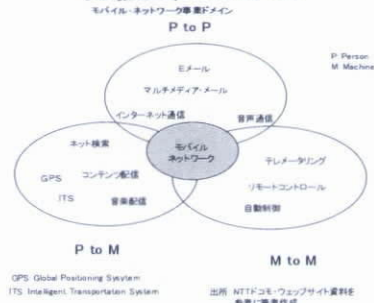 モバイル・ネットワーク事業ドメイン
P to P
P Person
M Machine
Eメール
マルチメディア・メール
インターネット通信
音声通信
ネット検索
モバイル
ネットワーク
テレメータリング
GPS
コンテンツ配信
リモートコントロール
ITS
音楽配信
自動制御
P to M
M to M
GPS Global Positioning Sysytem
ITS Intelligent Transportation System
出所 NTTドコモ・ウェッブサイト資料を
参考に筆者作成